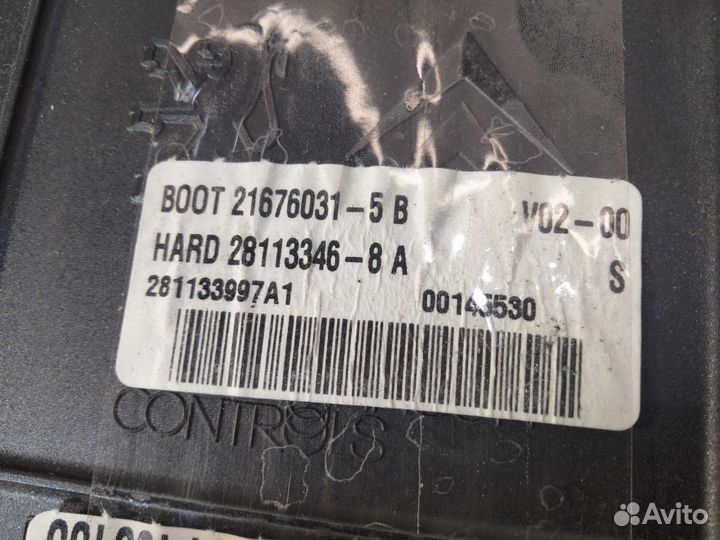 BOOT 21676031-5 B V02-00
HARD 28113346-8 A S
281133997A1 00145530
CONTROLS
Avito